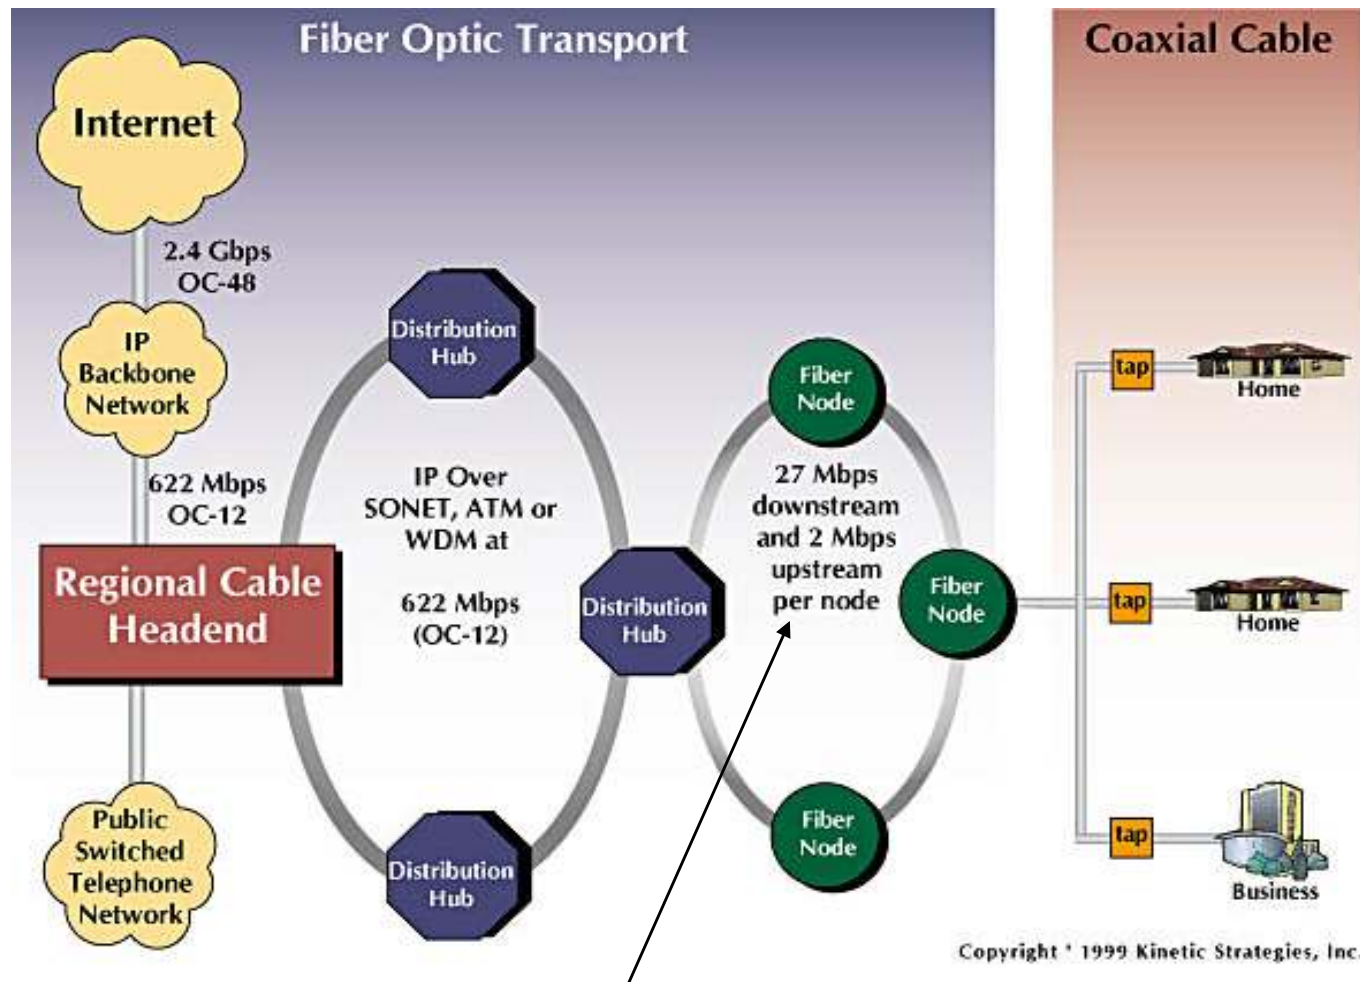 Fiber Optic Transport
Coaxial Cable
Internet
2.4 Gbps
OC-48
IP
Backbone
Network
622 Mbps
OC-12
Regional Cable
Headend
Public
Switched
Telephone
Network
Distribution
Hub
IP Over
SONET, ATM or
WDM at
622 Mbps
(OC-12)
Distribution
Hub
Distribution
Hub
Fiber
Node
27 Mbps
downstream
and 2 Mbps
upstream
per node
Fiber
Node
Fiber
Node
tap
Home
tap
Home
tap
Business
Copyright ' 1999 Kinetic Strategies, Inc.